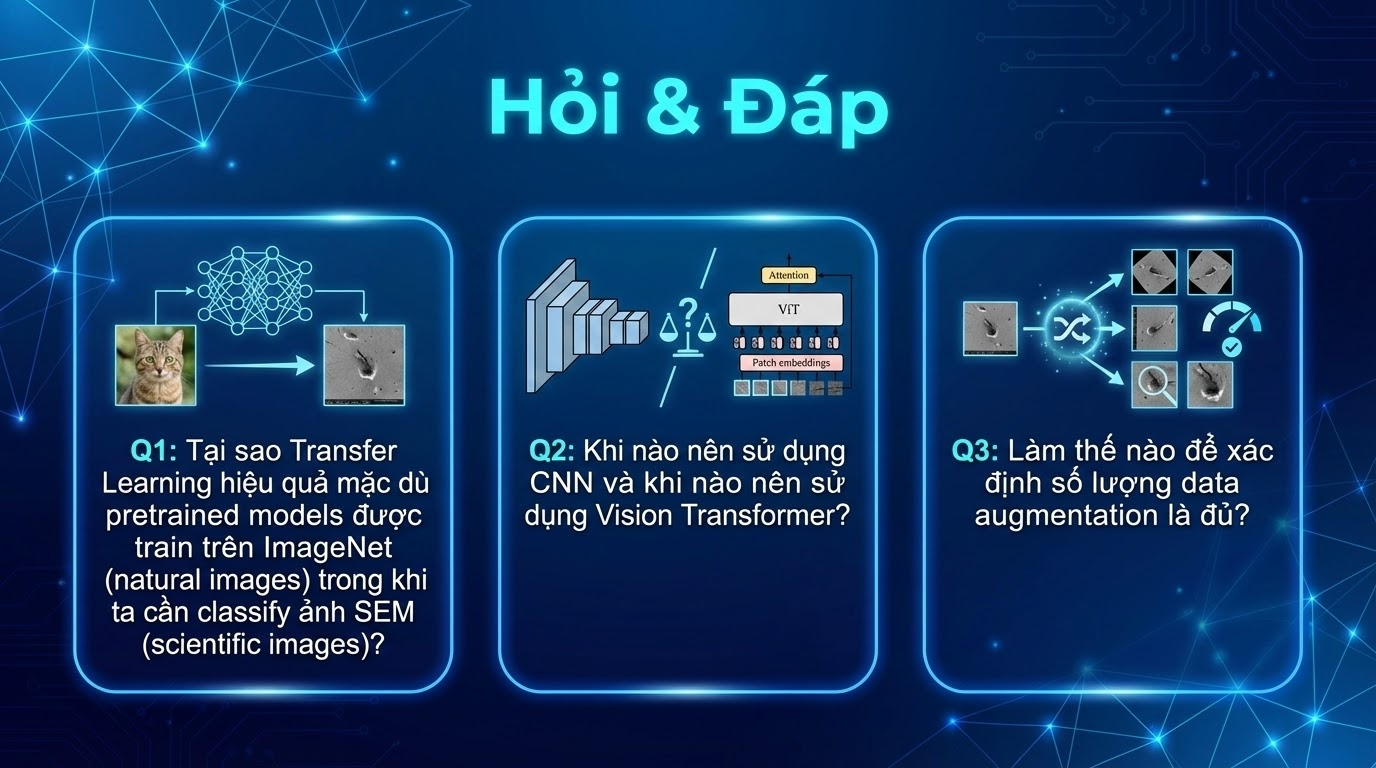 Hỏi & Đáp
Q1: Tại sao Transfer
Learning hiệu quả mặc dù
pretrained models được
train trên ImageNet
(natural images) trong khi
ta cần classify ảnh SEM
(scientific images)?
Attention
ViT
Patch embeddings
?
Q2: Khi nào nên sử dụng
CNN và khi nào nên sử
dụng Vision Transformer?
Q3: Làm thế nào để xác
định số lượng data
augmentation là đủ?